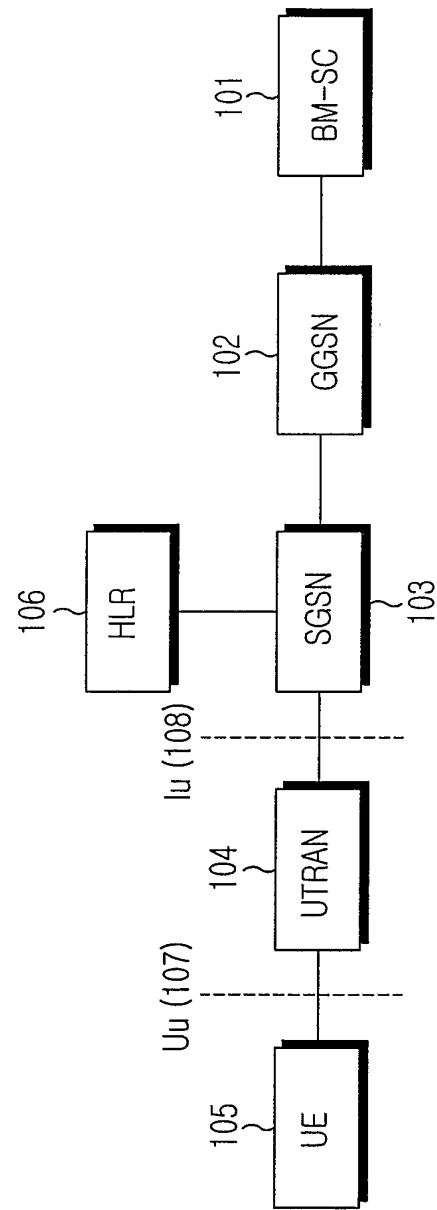 106
HLR
Uu (107)
Iu (108)
105
104
102
101
UE
UTRAN
SGSN
GGSN
BM-SC
103